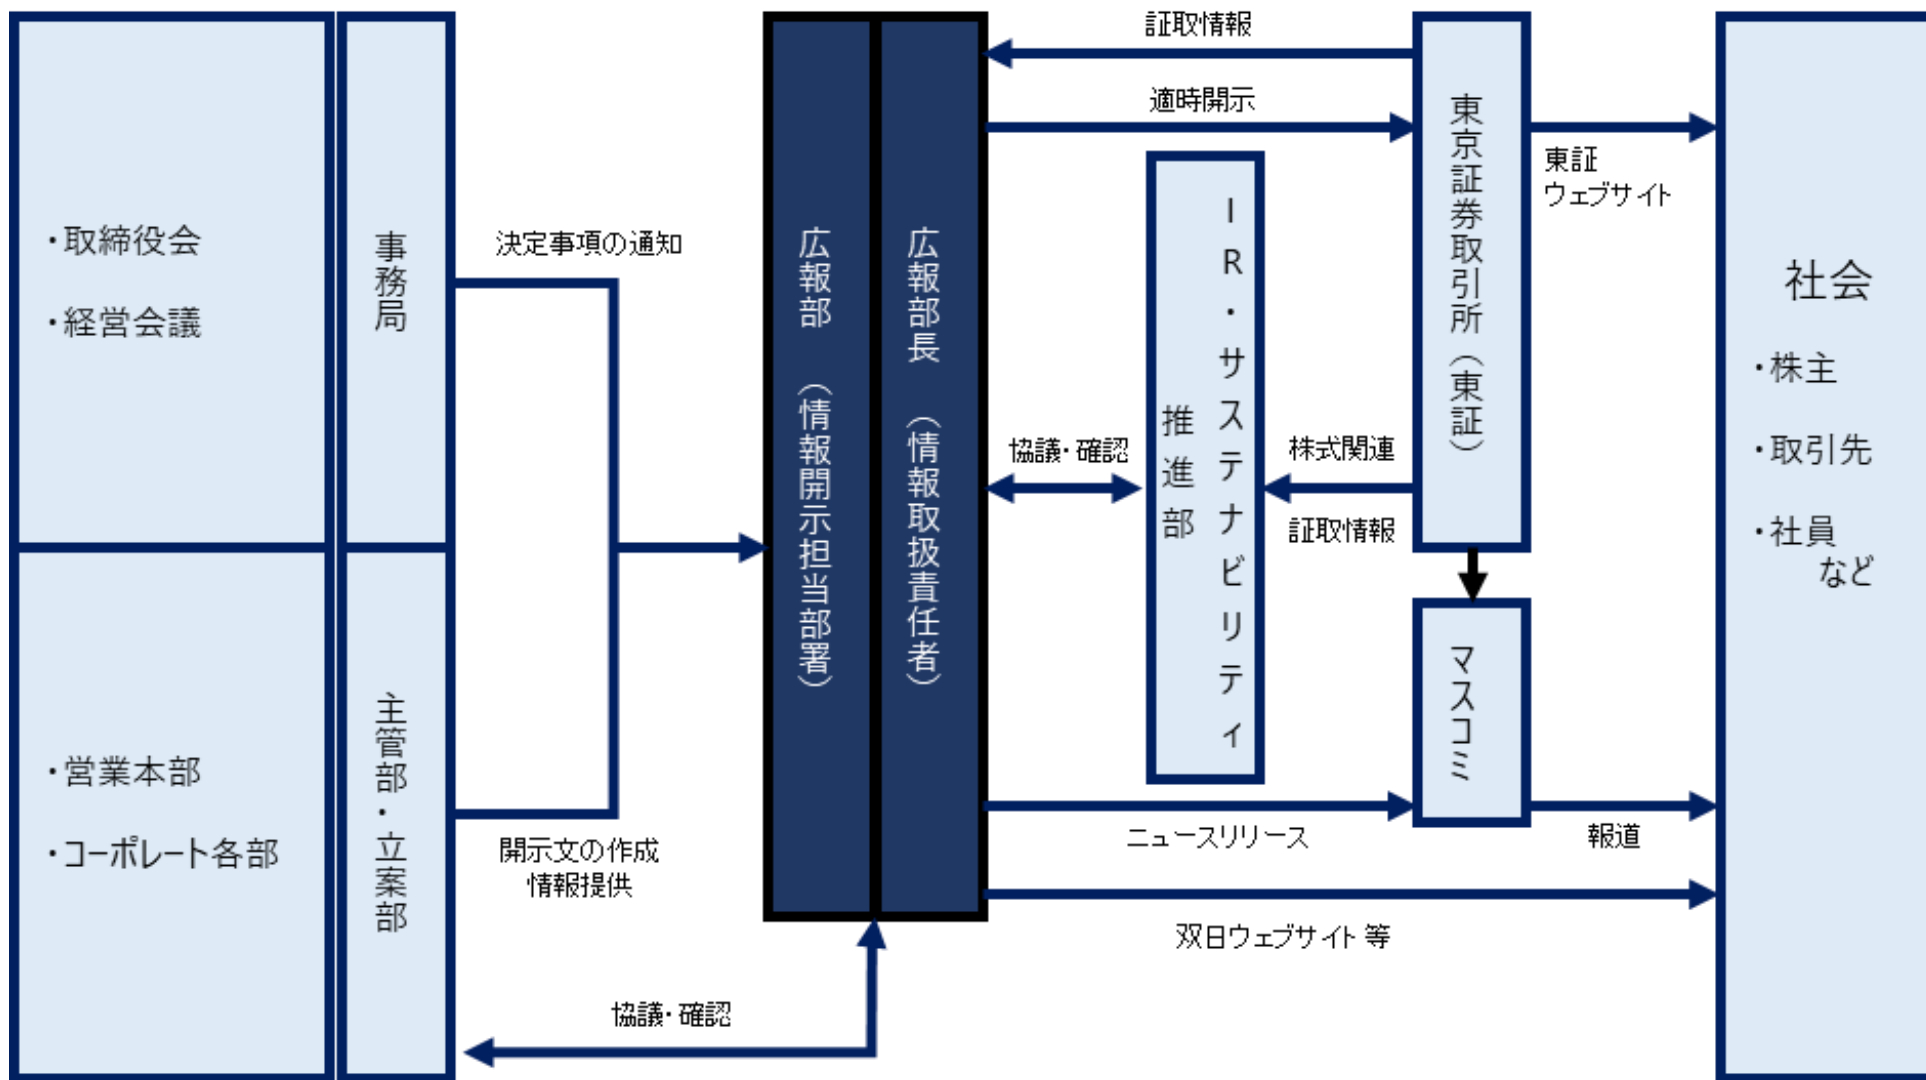 ・取締役会
・経営会議
事務局
・営業本部
・コーポレート各部
主管部・立案部
決定事項の通知
開示文の作成
情報提供
協議・確認
広報部 （情報開示担当部署）
広報部長 （情報取扱責任者）
証取情報
適時開示
協議・確認
IR・サステナビリティ
推進部
株式関連
証取情報
東京証券取引所（東証）
マスコミ
ニュースリリース
双日ウェブサイト 等
東証
ウェブサイト
報道
社会
・株主
・取引先
・社員
など